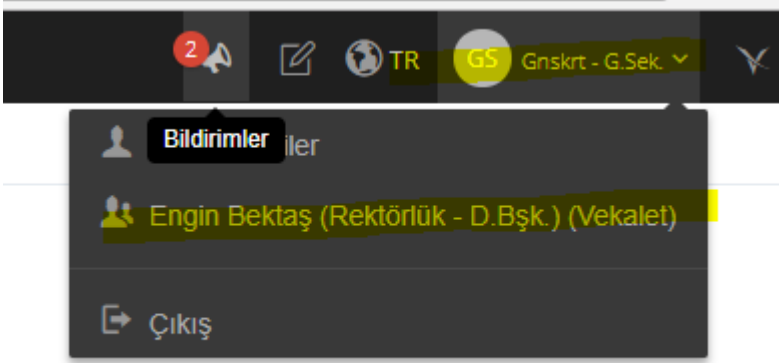 2
TR
GS Gnskrt - G.Sek.
Bildirimler
iler
Engin Bektaş (Rektörlük - D.Bşk.) (Vekalet)
Çıkış